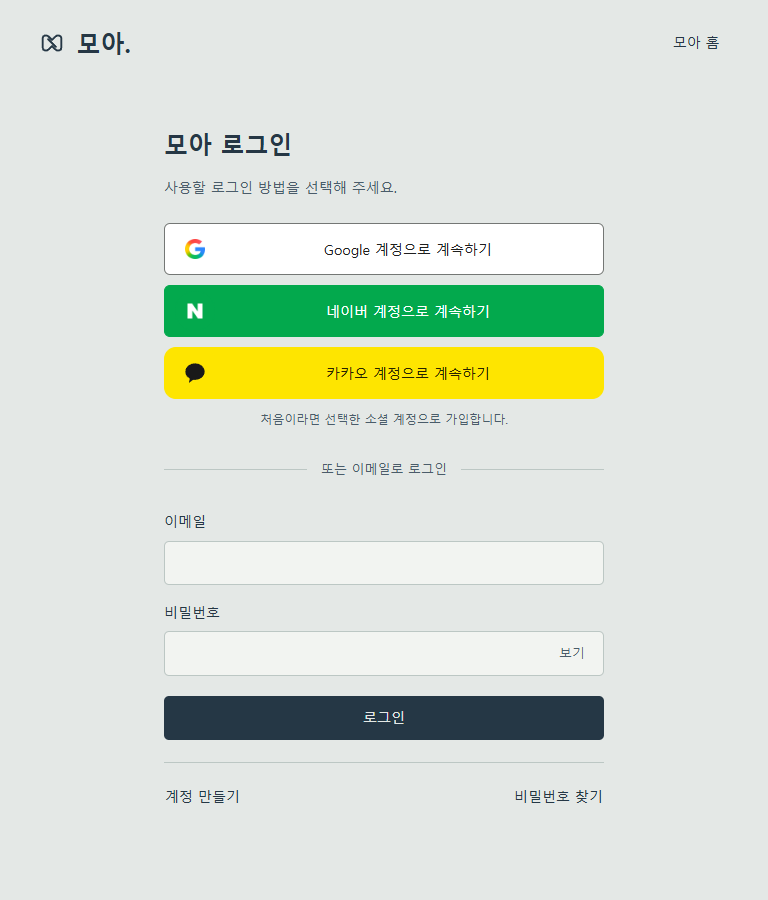 모아.
모아 홈
모아 로그인
사용할 로그인 방법을 선택해 주세요.
Google 계정으로 계속하기
네이버 계정으로 계속하기
카카오 계정으로 계속하기
처음이라면 선택한 소셜 계정으로 가입합니다.
또는 이메일로 로그인
이메일
비밀번호
보기
로그인
계정 만들기
비밀번호 찾기